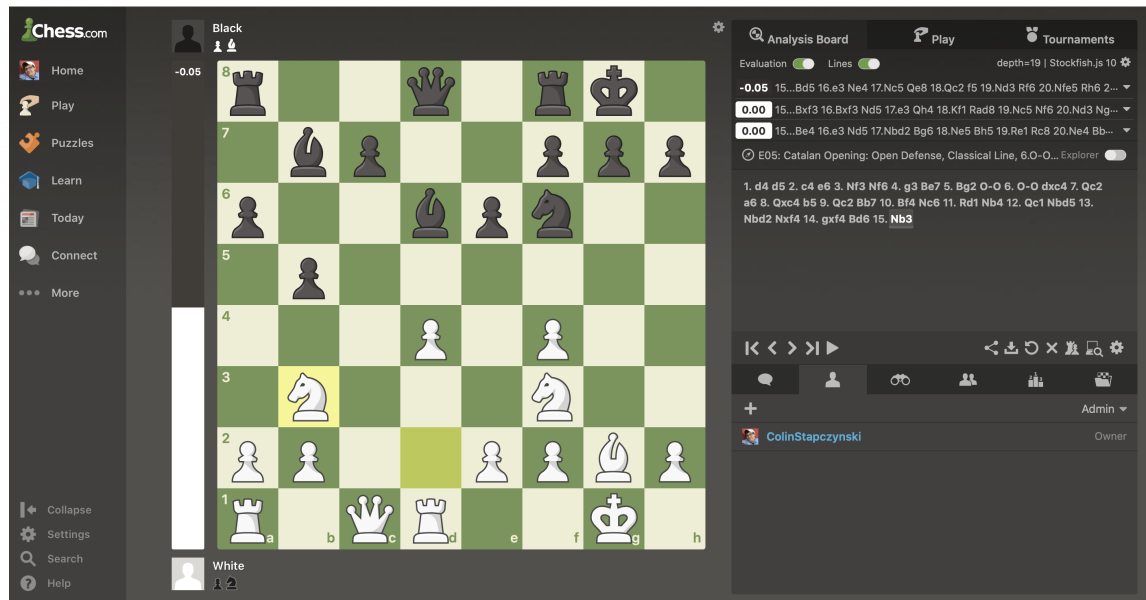 Chess.com
Home
Play
Puzzles
Learn
Today
Connect
More
Collapse
Settings
Search
Help
Black
-0.05
8
7
6
5
4
3
2
1
a b c d e f g h
White
Analysis Board Play Tournaments
Evaluation Lines depth=19 | Stockfish.js 10
-0.05 15...Bd5 16.e3 Ne4 17.Nc5 Qe8 18.Qc2 f5 19.Nd3 Rf6 20.Nfe5 Rh6 2...
0.00 15...Bxf3 16.Bxf3 Nd5 17.e3 Qh4 18.Kf1 Rad8 19.Nc5 Nf6 20.Nd3 Ng...
0.00 15...Be4 16.e3 Nd5 17.Nbd2 Bg6 18.Ne5 Bh5 19.Re1 Rc8 20.Ne4 Bb...
E05: Catalan Opening: Open Defense, Classical Line, 6.O-O... Explorer
1. d4 d5 2. c4 e6 3. Nf3 Nf6 4. g3 Be7 5. Bg2 O-O 6. O-O dxc4 7. Qc2
a6 8. Qxc4 b5 9. Qc2 Bb7 10. Bf4 Nc6 11. Rd1 Nb4 12. Qc1 Nbd5 13.
Nbd2 Nxf4 14. gxf4 Bd6 15. Nb3
Admin
ColinStapczynski Owner